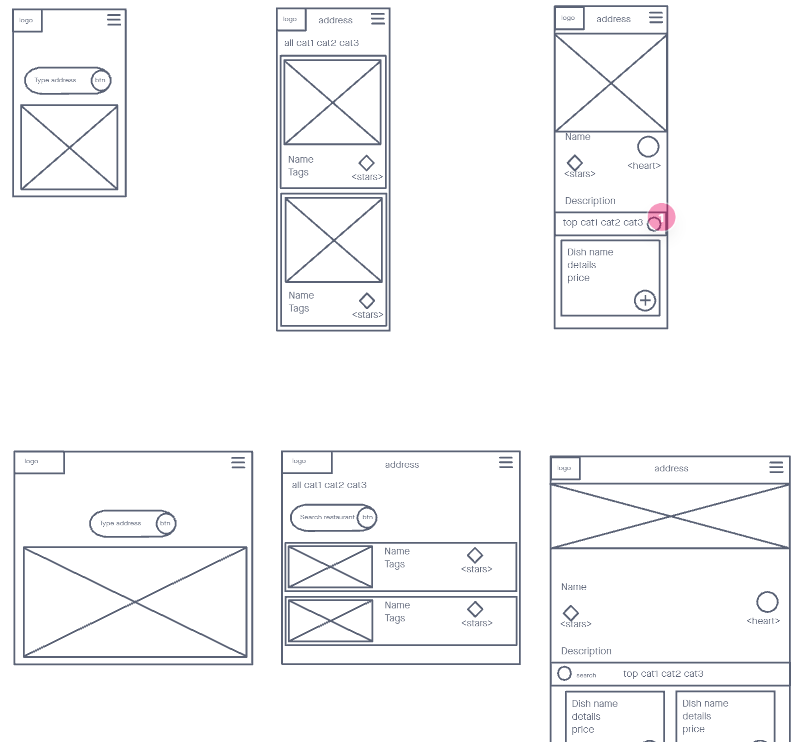 logo
Type address
btn
logo
address
all cat1 cat2 cat3
Name
Tags
<stars>
Name
Tags
<stars>
logo
address
Name
<stars>
<heart>
Description
top cat1 cat2 cat3
Dish name
details
price
logo
Type address
btn
logo
address
all cat1 cat2 cat3
Search restaurant
btn
Name
Tags
<stars>
Name
Tags
<stars>
logo
address
Name
<stars>
<heart>
Description
search
top cat1 cat2 cat3
Dish name
details
price
Dish name
details
price